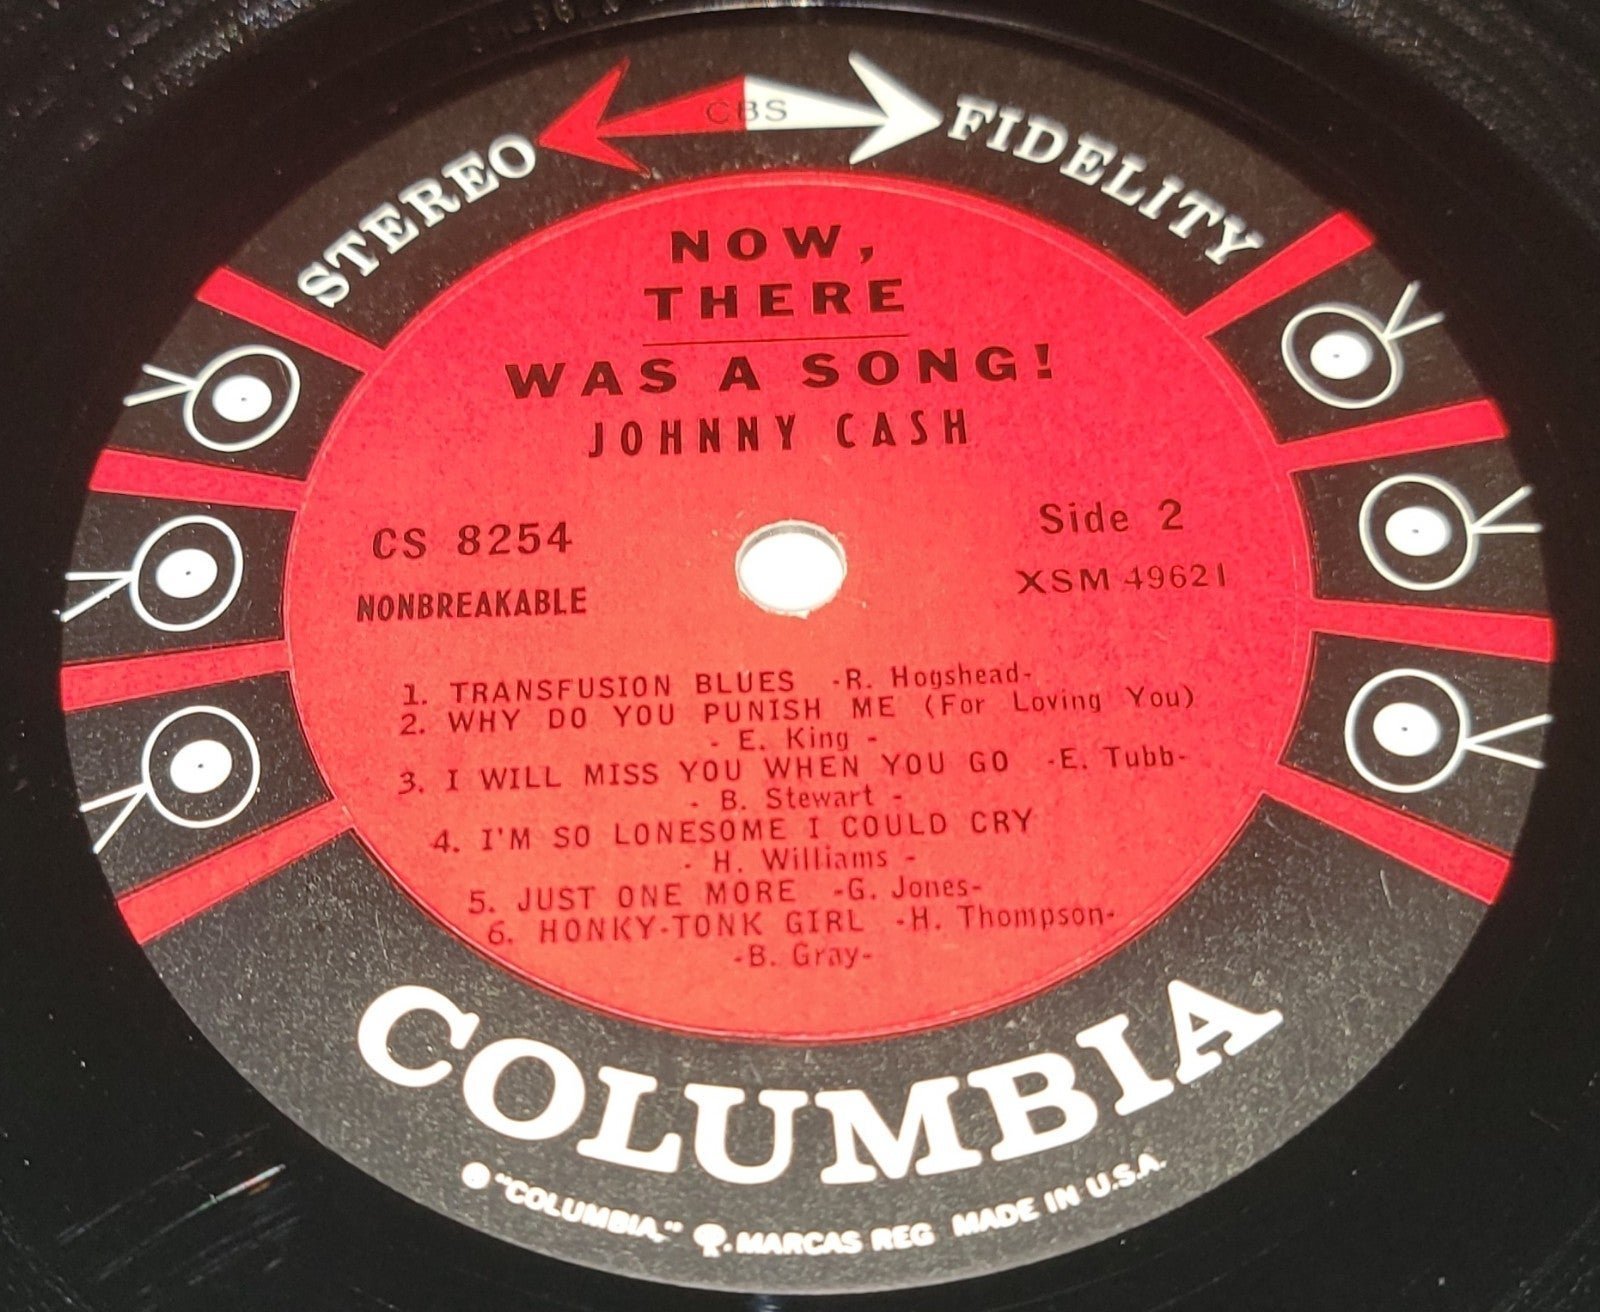 STEREO CBS FIDELITY
NOW,
THERE
WAS A SONG!
JOHNNY CASH
CS 8254
NONBREAKABLE
Side 2
XSM 49621
1. TRANSFUSION BLUES -R. Hogshead-
2. WHY DO YOU PUNISH ME (For Loving You)
- E. King -
3. I WILL MISS YOU WHEN YOU GO -E. Tubb-
- B. Stewart -
4. I'M SO LONESOME I COULD CRY
- H. Williams -
5. JUST ONE MORE -G. Jones-
6. HONKY-TONK GIRL -H. Thompson-
-B. Gray-
COLUMBIA
"COLUMBIA," MARCAS REG MADE IN U.S.A.